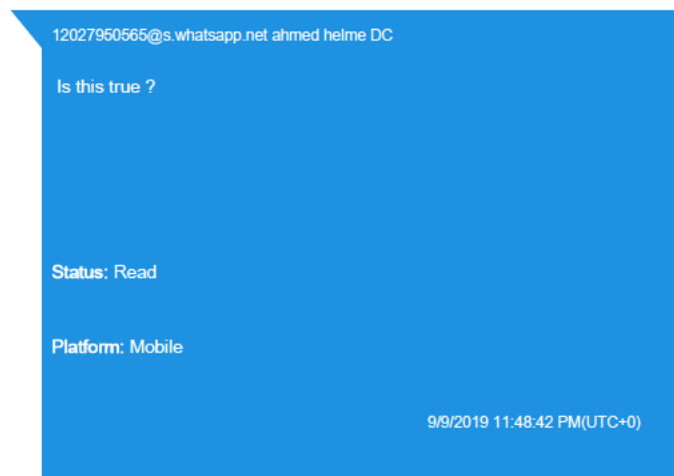 12027950565@s.whatsapp.net ahmed helme DC
Is this true ?
Status: Read
Platform: Mobile
9/9/2019 11:48:42 PM(UTC+0)